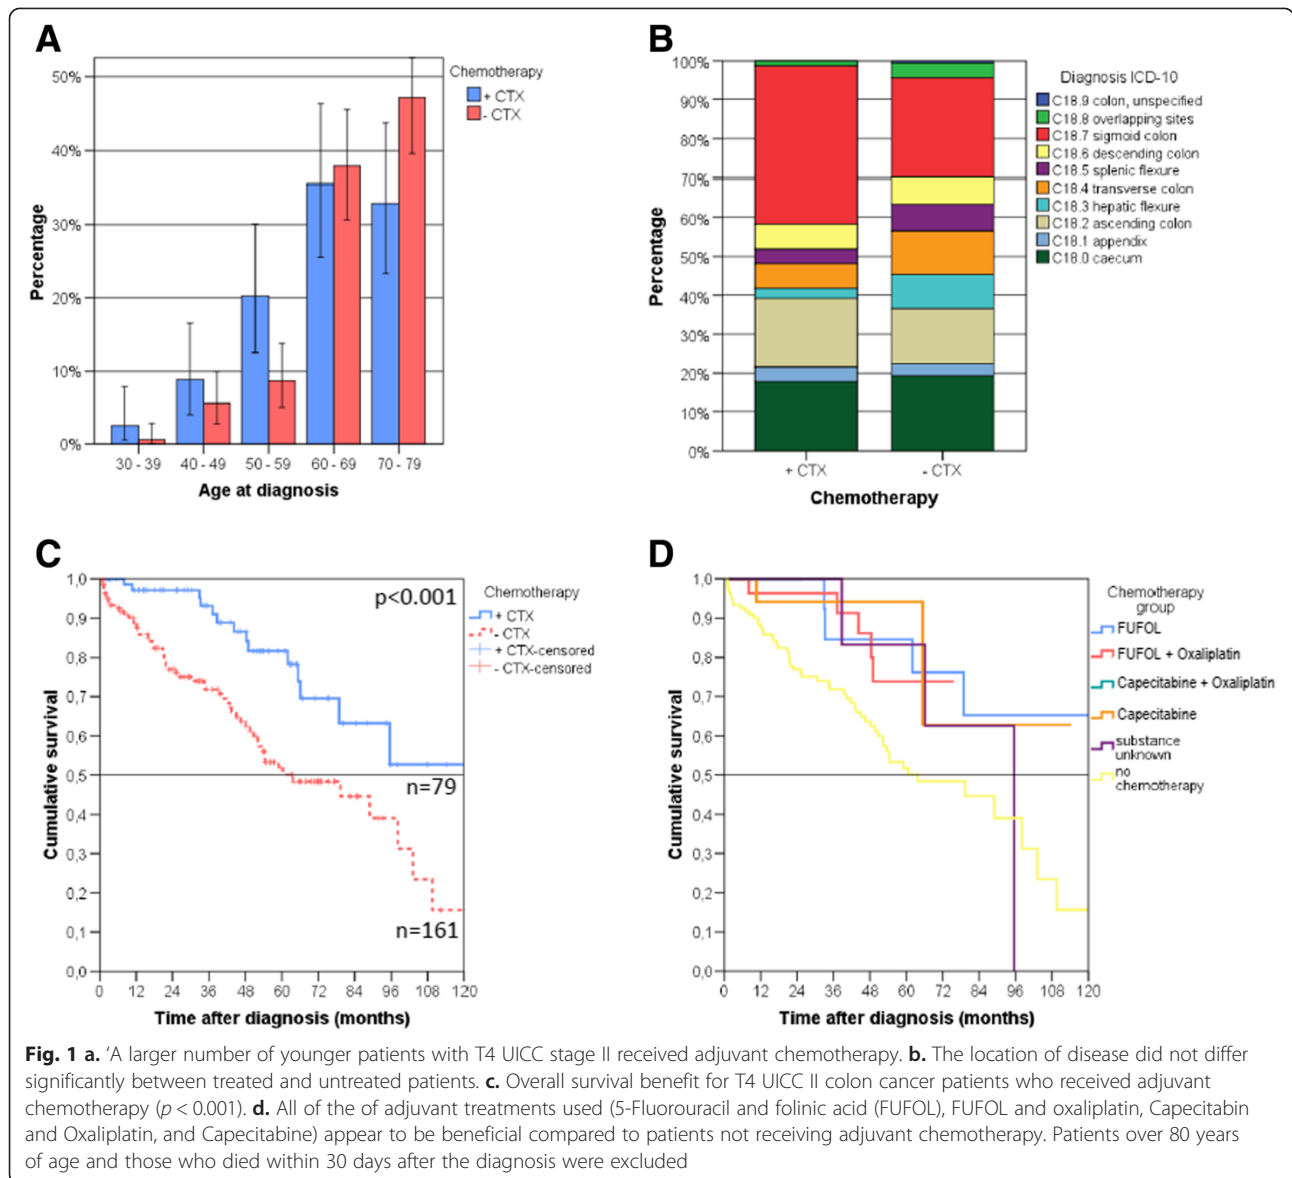 A
50%
40%
30%
20%
10%
0%
Percentage
30 - 39 40 - 49 50 - 59 60 - 69 70 - 79
Age at diagnosis
Chemotherapy
+ CTX
- CTX
B
100%
90%
80%
70%
60%
50%
40%
30%
20%
10%
0%
Percentage
+ CTX - CTX
Chemotherapy
Diagnosis ICD-10
C18.9 colon, unspecified
C18.8 overlapping sites
C18.7 sigmoid colon
C18.6 descending colon
C18.5 splenic flexure
C18.4 transverse colon
C18.3 hepatic flexure
C18.2 ascending colon
C18.1 appendix
C18.0 caecum
C
1,0
0,9
0,8
0,7
0,6
0,5
0,4
0,3
0,2
0,1
0,0
Cumulative survival
p<0.001
n=79
n=161
0 12 24 36 48 60 72 84 96 108 120
Time after diagnosis (months)
Chemotherapy
+ CTX
- CTX
+ CTX-censored
- CTX-censored
D
1,0
0,9
0,8
0,7
0,6
0,5
0,4
0,3
0,2
0,1
0,0
Cumulative survival
0 12 24 36 48 60 72 84 96 108 120
Time after diagnosis (months)
Chemotherapy
group
FUFOL
FUFOL + Oxaliplatin
Capecitabine + Oxaliplatin
Capecitabine
substance
unknown
no
chemotherapy
Fig. 1 a. ‘A larger number of younger patients with T4 UICC stage II received adjuvant chemotherapy. b. The location of disease did not differ
significantly between treated and untreated patients. c. Overall survival benefit for T4 UICC II colon cancer patients who received adjuvant
chemotherapy (p < 0.001). d. All of the of adjuvant treatments used (5-Fluorouracil and folinic acid (FUFOL), FUFOL and oxaliplatin, Capecitabin
and Oxaliplatin, and Capecitabine) appear to be beneficial compared to patients not receiving adjuvant chemotherapy. Patients over 80 years
of age and those who died within 30 days after the diagnosis were excluded